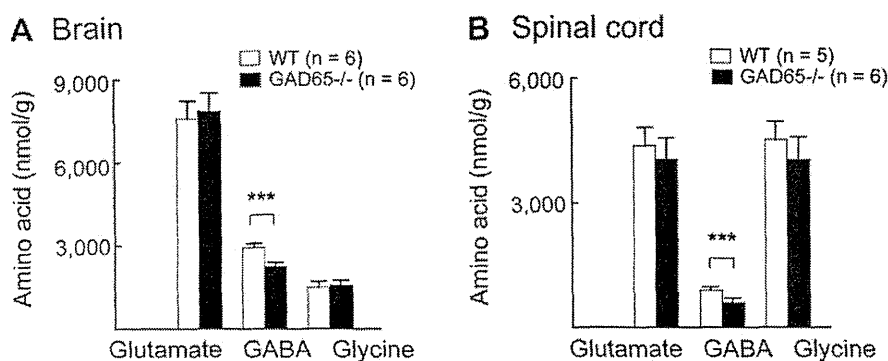 A Brain
WT (n = 6)
GAD65-/- (n = 6)
9,000
6,000
3,000
Amino acid (nmol/g)
***
Glutamate GABA Glycine
B Spinal cord
WT (n = 5)
GAD65-/- (n = 6)
6,000
3,000
Amino acid (nmol/g)
***
Glutamate GABA Glycine